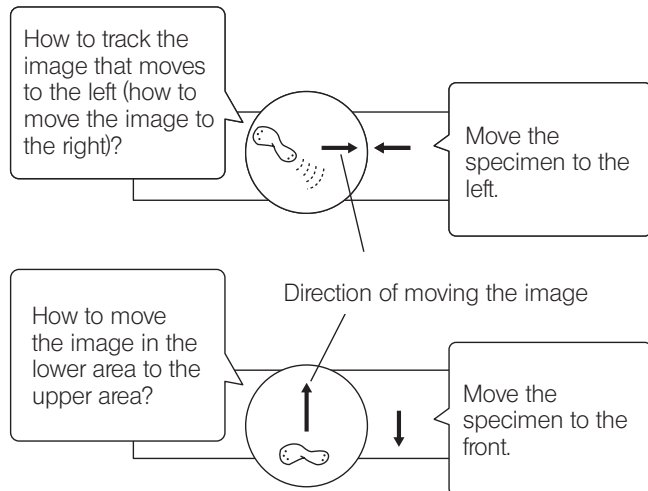 How to track the
image that moves
to the left (how to
move the image to
the right)?
Move the
specimen to the
left.
Direction of moving the image
How to move
the image in the
lower area to the
upper area?
Move the
specimen to the
front.